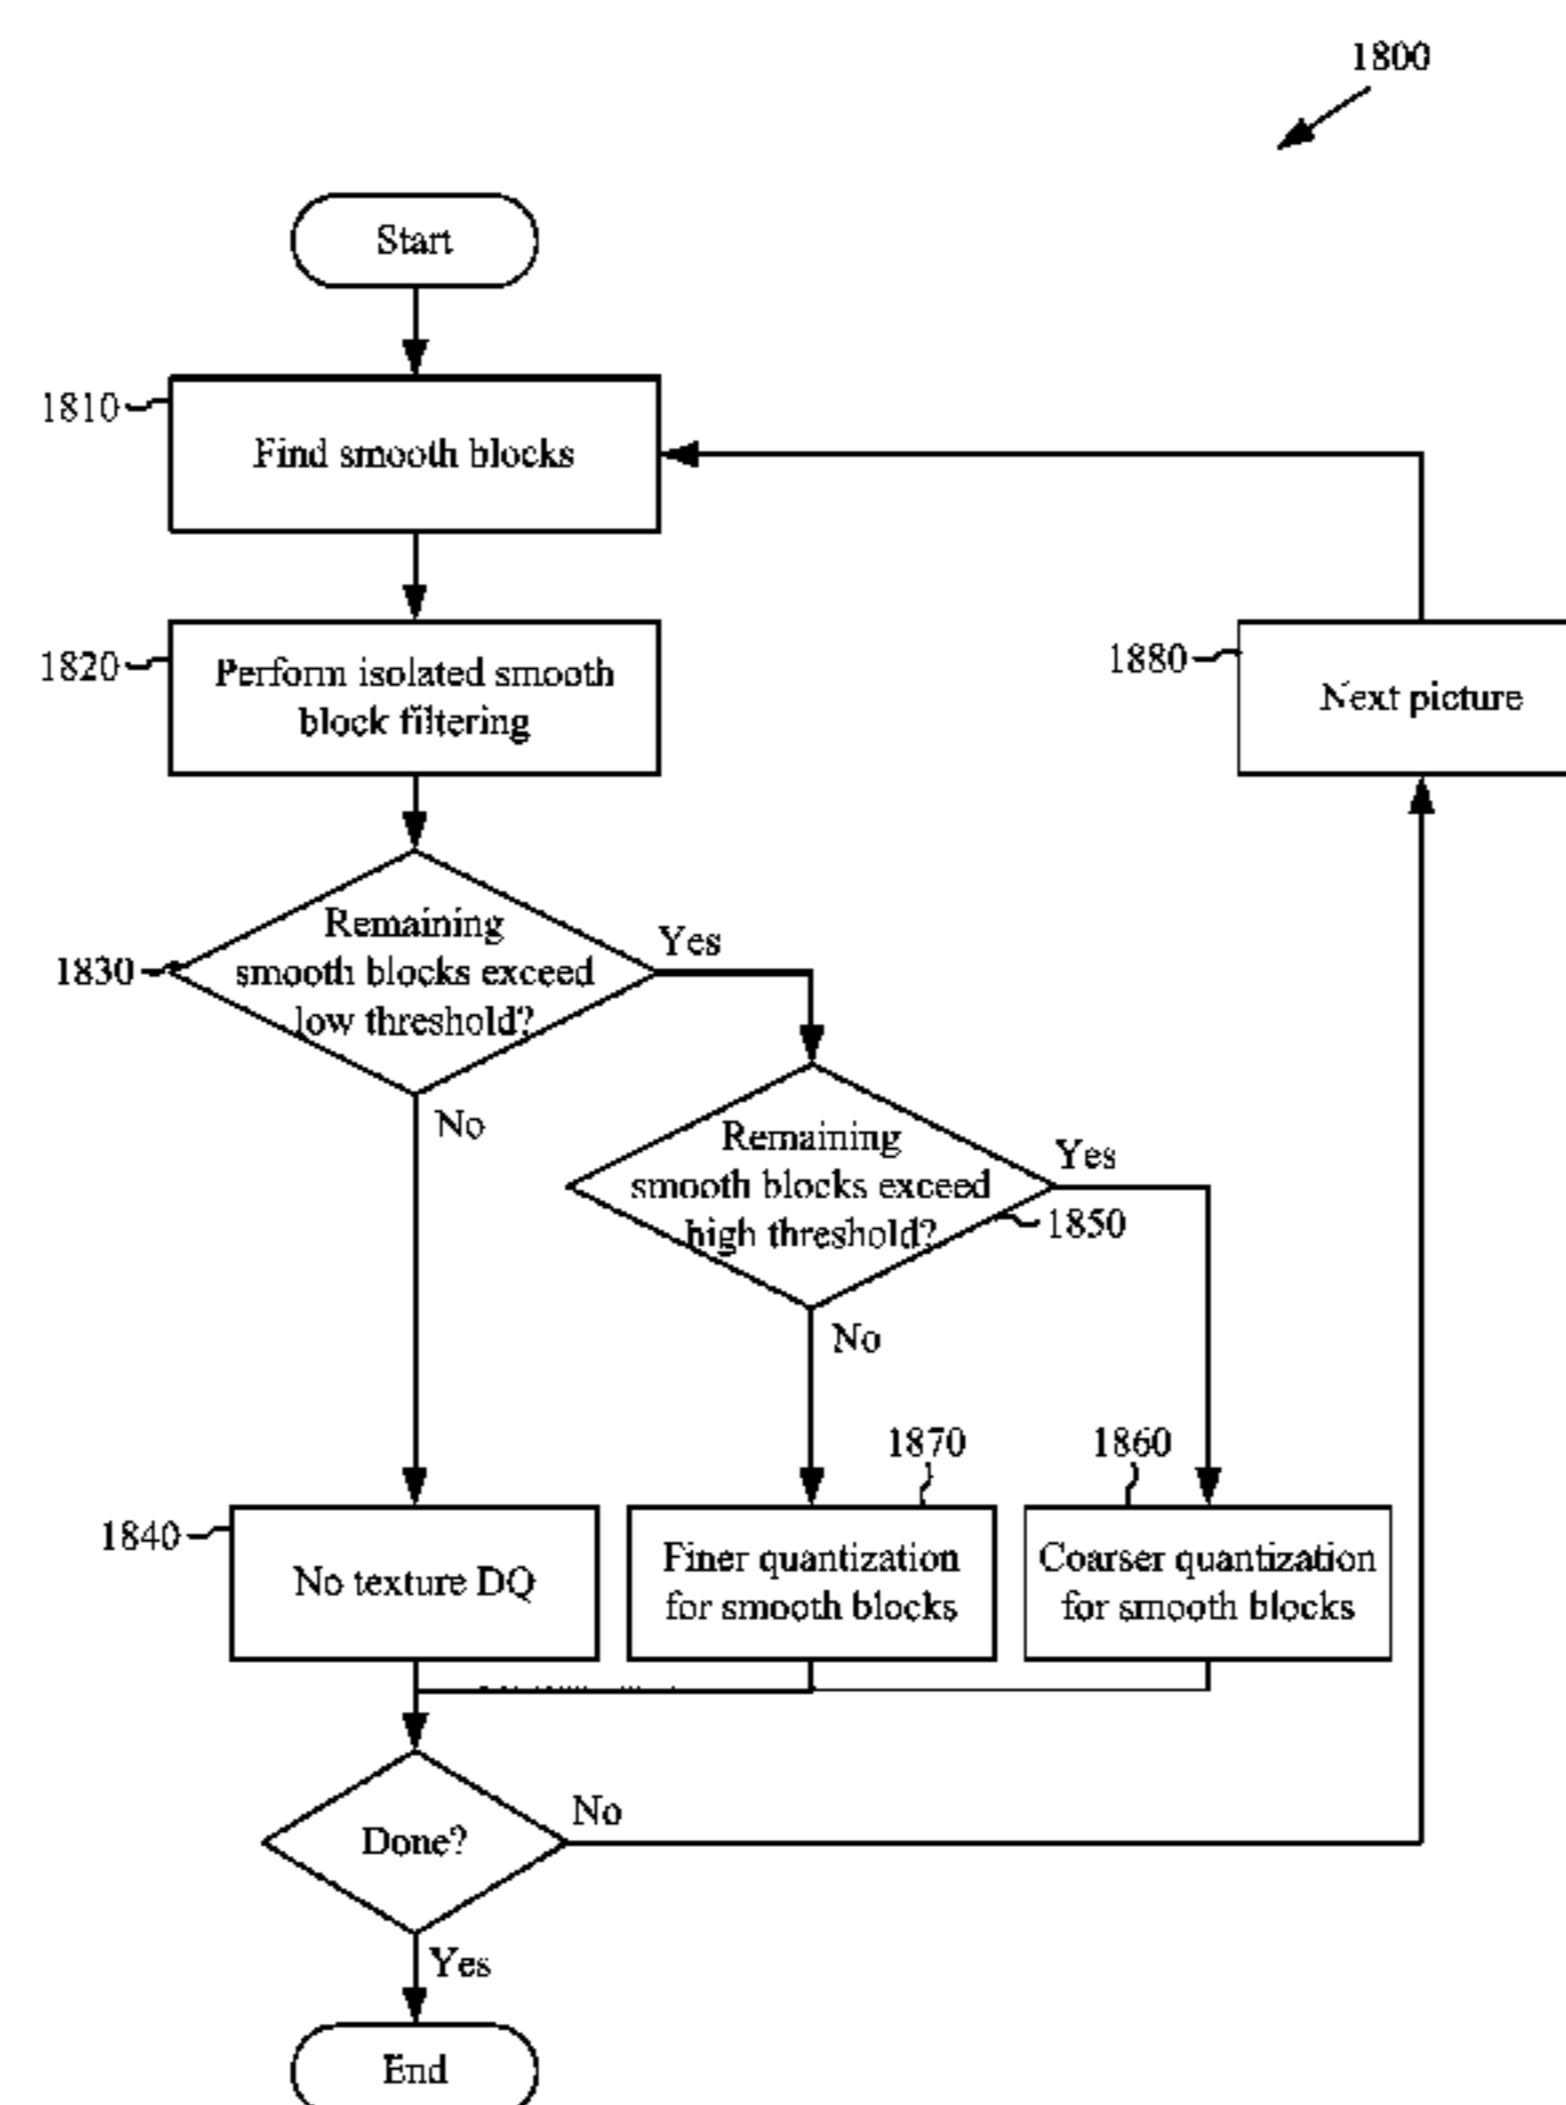 1800
Start
1810
Find smooth blocks
1820
Perform isolated smooth
block filtering
1880
Next picture
1830
Remaining
smooth blocks exceed
low threshold?
Yes
No
Remaining
smooth blocks exceed
high threshold?
Yes
1850
No
1870
1860
1840
No texture DQ
Finer quantization
for smooth blocks
Coarser quantization
for smooth blocks
Done?
No
Yes
End